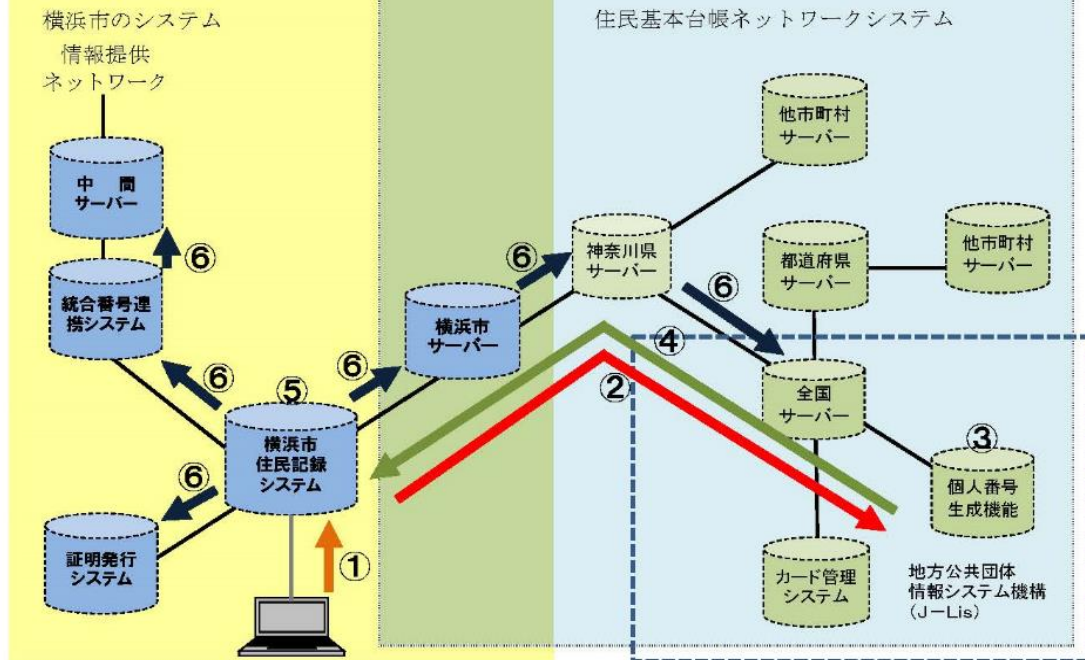 横浜市のシステム
住民基本台帳ネットワークシステム
情報提供
ネットワーク
他市町村
サーバー
中　間
サーバー
⑥
⑥
神奈川県
サーバー
都道府県
サーバー
他市町村
サーバー
統合番号連
携システム
横浜市
サーバー
⑥
④
⑥
⑥
⑤
②
全国
サーバー
横浜市
住民記録
システム
③
⑥
個人番号
生成機能
証明発行
システム
①
カード管理
システム
地方公共団体
情報システム機構
（J－Lis）